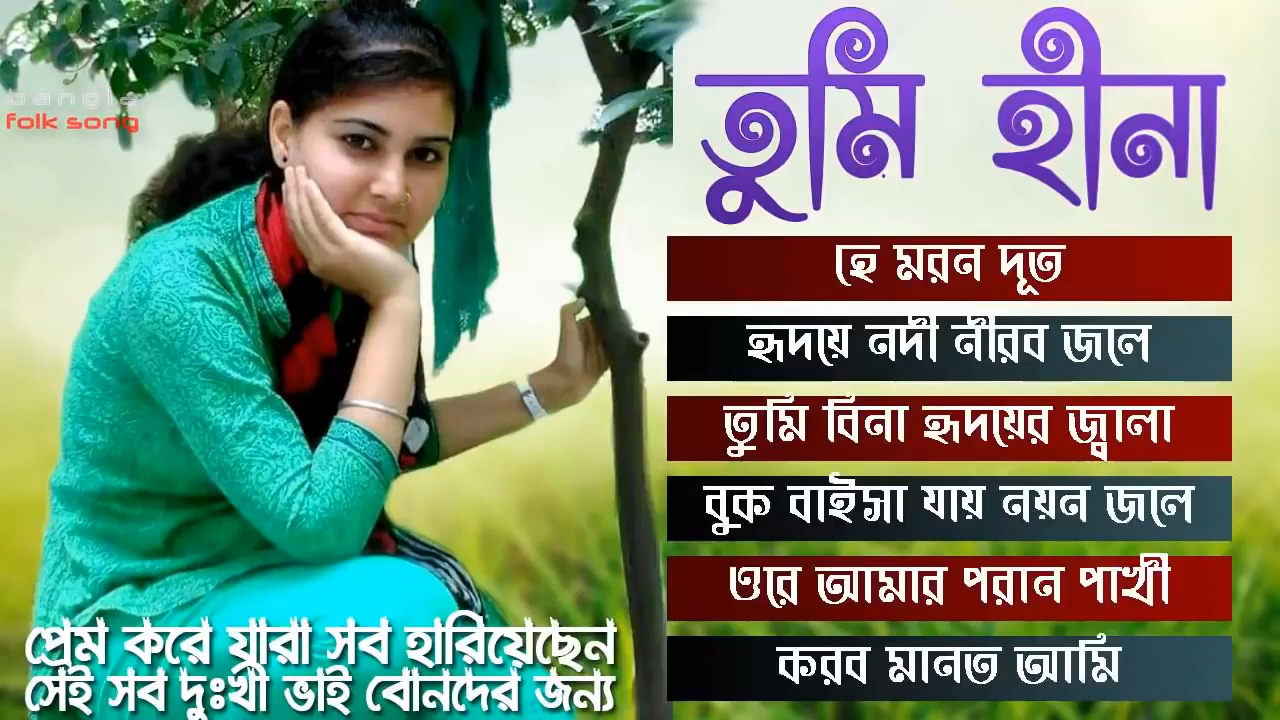 bangla
folk song
তুমি হীনা
হে মরন দূত
হৃদয়ে নদী নীরব জলে
তুমি বিনা হৃদয়ের জ্বালা
বুক বাইসা যায় নয়ন জলে
ওরে আমার পরান পাখী
করব মানত আমি
প্রেম করে যারা সব হারিয়েছেন
সেই সব দুঃখী ভাই বোনদের জন্য